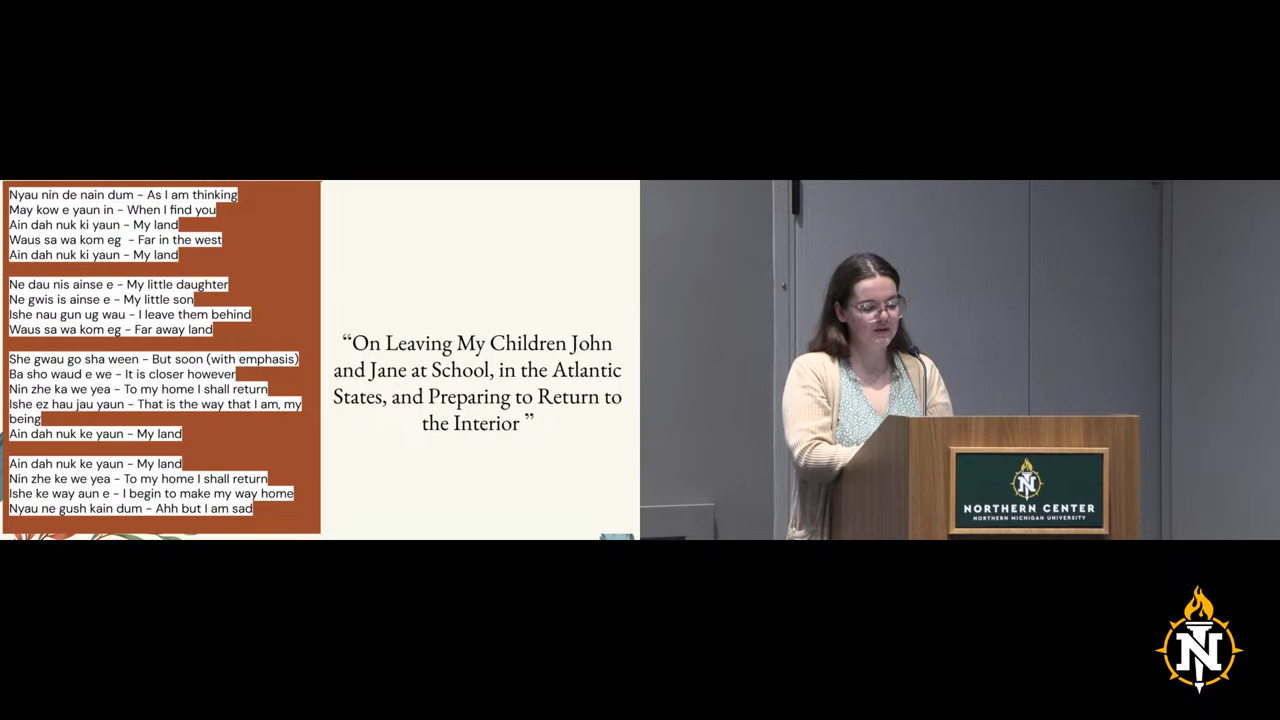 Nyau nin de nain dum - As I am thinking
May kow e yaun in - When I find you
Ain dah nuk ki yaun - My land
Waus sa wa kom eg  - Far in the west
Ain dah nuk ki yaun - My land
Ne dau nis ainse e - My little daughter
Ne gwis is ainse e - My little son
Ishe nau gun ug wau - I leave them behind
Waus sa wa kom eg - Far away land
She gwau go sha ween - But soon (with emphasis)
Ba sho waud e we - It is closer however
Nin zhe ka we yea - To my home I shall return
Ishe ez hau jau yaun - That is the way that I am, my
being
Ain dah nuk ke yaun - My land
Ain dah nuk ke yaun - My land
Nin zhe ke we yea - To my home I shall return
Ishe ke way aun e - I begin to make my way home
Nyau ne gush kain dum - Ahh but I am sad
“On Leaving My Children John
and Jane at School, in the Atlantic
States, and Preparing to Return to
the Interior ”
N
NORTHERN CENTER
NORTHERN MICHIGAN UNIVERSITY
N